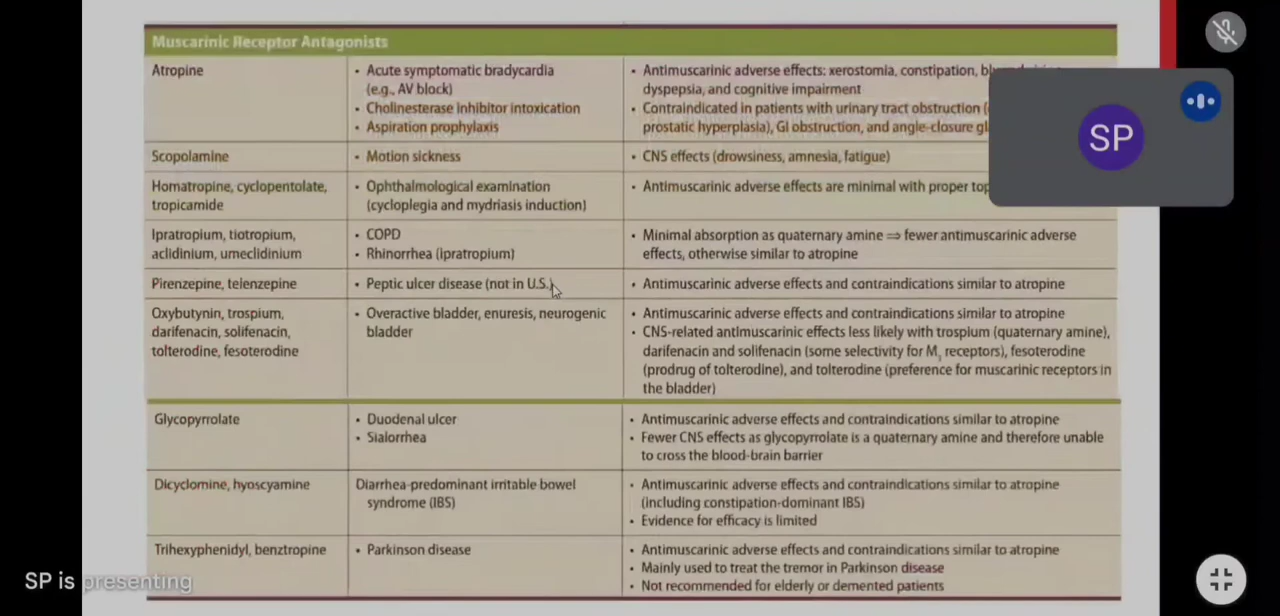 Muscarinic Receptor Antagonists
Atropine
• Acute symptomatic bradycardia
(e.g., AV block)
• Cholinesterase inhibitor intoxication
• Aspiration prophylaxis
• Antimuscarinic adverse effects: xerostomia, constipation,
dyspepsia, and cognitive impairment
• Contraindicated in patients with urinary tract obstruction
prostatic hyperplasia), GI obstruction, and angle-closure
Scopolamine
• Motion sickness
• CNS effects (drowsiness, amnesia, fatigue)
Homatropine, cyclopentolate,
tropicamide
• Ophthalmological examination
(cycloplegia and mydriasis induction)
• Antimuscarinic adverse effects are minimal with proper
Ipratropium, tiotropium,
aclidinium, umeclidinium
• COPD
• Rhinorrhea (ipratropium)
• Minimal absorption as quaternary amine ⇒ fewer antimuscarinic adverse
effects, otherwise similar to atropine
Pirenzepine, telenzepine
• Peptic ulcer disease (not in U.S.)
• Antimuscarinic adverse effects and contraindications similar to atropine
Oxybutynin, trospium,
darifenacin, solifenacin,
tolterodine, fesoterodine
• Overactive bladder, enuresis, neurogenic
bladder
• Antimuscarinic adverse effects and contraindications similar to atropine
• CNS-related antimuscarinic effects less likely with trospium (quaternary amine),
darifenacin and solifenacin (some selectivity for M3 receptors), fesoterodine
(prodrug of tolterodine), and tolterodine (preference for muscarinic receptors in
the bladder)
Glycopyrrolate
• Duodenal ulcer
• Sialorrhea
• Antimuscarinic adverse effects and contraindications similar to atropine
• Fewer CNS effects as glycopyrrolate is a quaternary amine and therefore unable
to cross the blood-brain barrier
Dicyclomine, hyoscyamine
Diarrhea-predominant irritable bowel
syndrome (IBS)
• Antimuscarinic adverse effects and contraindications similar to atropine
(including constipation-dominant IBS)
• Evidence for efficacy is limited
Trihexyphenidyl, benztropine
• Parkinson disease
• Antimuscarinic adverse effects and contraindications similar to atropine
• Mainly used to treat the tremor in Parkinson disease
• Not recommended for elderly or demented patients
SP
SP is presenting